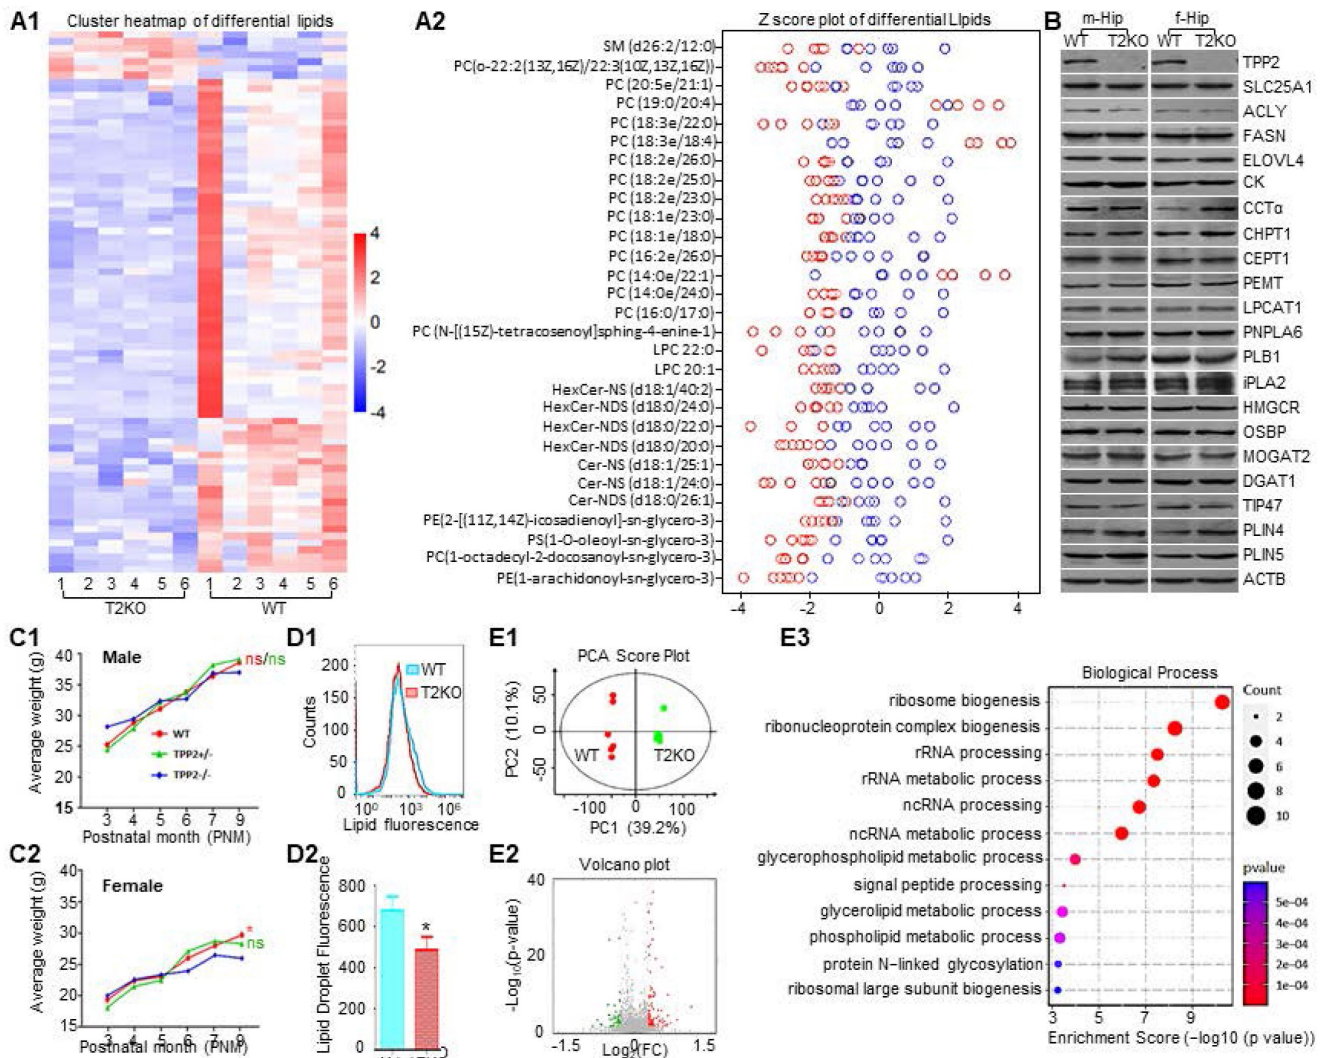 A1
Cluster heatmap of differential lipids
4
2
0
-2
-4
1 2 3 4 5 6 1 2 3 4 5 6
T2KO WT
A2
Z score plot of differential LIpids
SM (d26:2/12:0)
PC(o-22:2(13Z,16Z)/22:3(10Z,13Z,16Z))
PC (20:5e/21:1)
PC (19:0/20:4)
PC (18:3e/22:0)
PC (18:3e/18:4)
PC (18:2e/26:0)
PC (18:2e/25:0)
PC (18:2e/23:0)
PC (18:1e/23:0)
PC (18:1e/18:0)
PC (16:2e/26:0)
PC (14:0e/22:1)
PC (14:0e/24:0)
PC (16:0/17:0)
PC (N-[(15Z)-tetracosenoyl]sphing-4-enine-1)
LPC 22:0
LPC 20:1
HexCer-NS (d18:1/40:2)
HexCer-NDS (d18:0/24:0)
HexCer-NDS (d18:0/22:0)
HexCer-NDS (d18:0/20:0)
Cer-NS (d18:1/25:1)
Cer-NS (d18:1/24:0)
Cer-NDS (d18:0/26:1)
PE(2-[(11Z,14Z)-icosadienoyl]-sn-glycero-3)
PS(1-O-oleoyl-sn-glycero-3)
PC(1-octadecyl-2-docosanoyl-sn-glycero-3)
PE(1-arachidonoyl-sn-glycero-3)
-4 -2 0 2 4
B
m-Hip f-Hip
WT T2KO WT T2KO
TPP2
SLC25A1
ACLY
FASN
ELOVL4
CK
CCTα
CHPT1
CEPT1
PEMT
LPCAT1
PNPLA6
PLB1
iPLA2
HMGCR
OSBP
MOGAT2
DGAT1
TIP47
PLIN4
PLIN5
ACTB
C1
Male
Average weight (g)
40
35
30
25
20
15
ns/ns
WT
TPP2+/-
TPP2-/-
3 4 5 6 7 9
Postnatal month (PNM)
C2
Female
Average weight (g)
40
35
30
25
20
15
*
ns
3 4 5 6 7 9
Postnatal month (PNM)
D1
Counts
200
150
100
50
0
WT
T2KO
10⁰ 10³ 10⁶
Lipid fluorescence
D2
Lipid Droplet Fluorescence
800
600
400
200
0
*
E1
PCA Score Plot
PC2 (10.1%)
50
0
-50
WT T2KO
-100 0 100
PC1 (39.2%)
E2
Volcano plot
-Log₁₀(p-value)
40
20
0
-1.5 0 1.5
Log₂(FC)
E3
Biological Process
ribosome biogenesis
ribonucleoprotein complex biogenesis
rRNA processing
rRNA metabolic process
ncRNA processing
ncRNA metabolic process
glycerophospholipid metabolic process
signal peptide processing
glycerolipid metabolic process
phospholipid metabolic process
protein N-linked glycosylation
ribosomal large subunit biogenesis
3 5 7 9
Enrichment Score (−log10 (p value))
Count
2
4
6
8
10
pvalue
5e-04
4e-04
3e-04
2e-04
1e-04